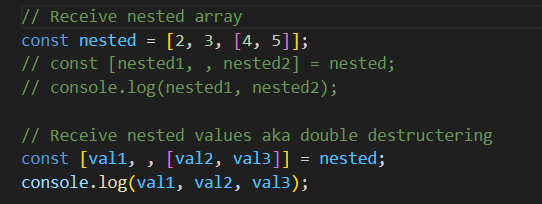 // Receive nested array
const nested = [2, 3, [4, 5]];
// const [nested1, , nested2] = nested;
// console.log(nested1, nested2);
// Receive nested values aka double destructering
const [val1, , [val2, val3]] = nested;
console.log(val1, val2, val3);